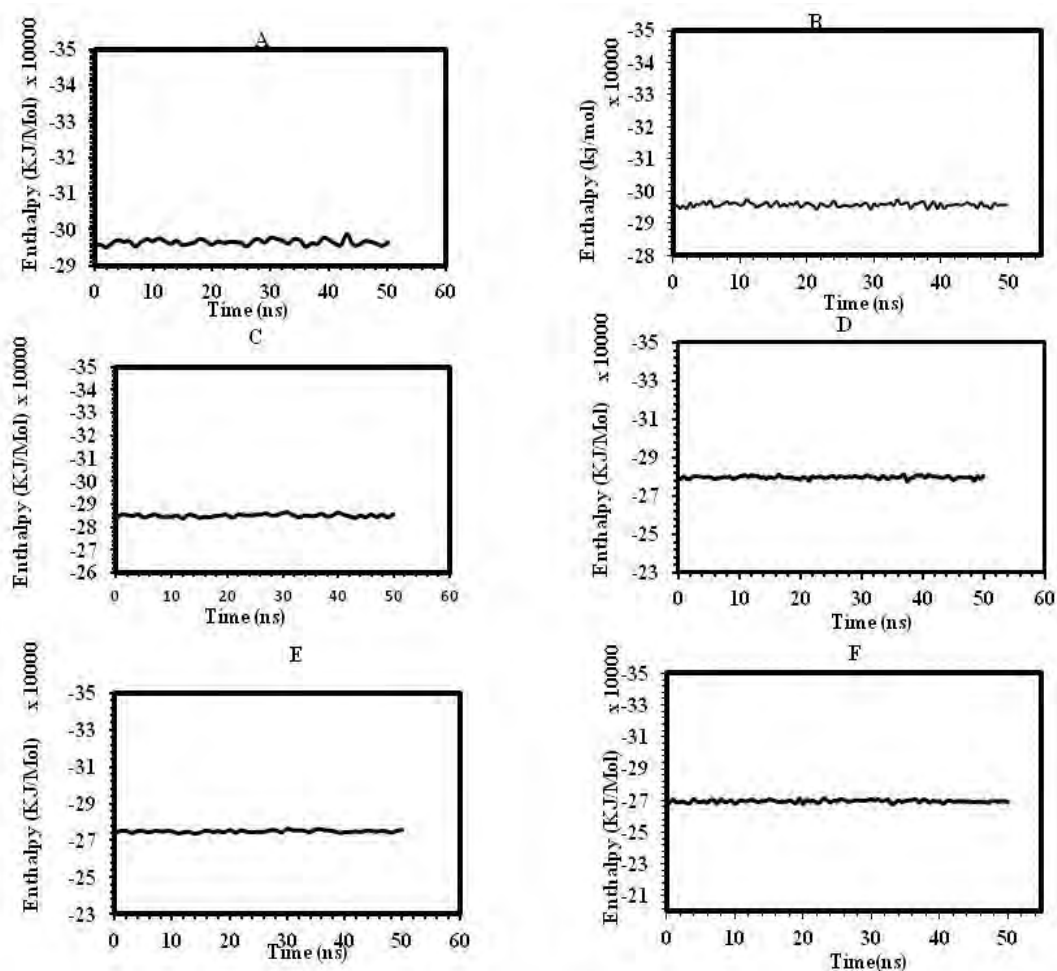 A
Enthalpy (KJ/Mol) x 10000
-35
-34
-33
-32
-31
-30
-29
0 10 20 30 40 50 60
Time (ns)
B
Enthalpy (kj/mol) x 10000
-35
-34
-33
-32
-31
-30
-29
-28
0 10 20 30 40 50
Time (ns)
C
Enthalpy (KJ/Mol) x 10000
-35
-34
-33
-32
-31
-30
-29
-28
-27
-26
0 10 20 30 40 50 60
Time (ns)
D
Enthalpy (KJ/Mol) x 10000
-35
-33
-31
-29
-27
-25
-23
0 10 20 30 40 50 60
Time (ns)
E
Enthalpy (KJ/Mol) x 10000
-35
-33
-31
-29
-27
-25
-23
0 10 20 30 40 50 60
Time (ns)
F
Enthalpy (KJ/Mol) x 10000
-35
-33
-31
-29
-27
-25
-23
-21
0 10 20 30 40 50
Time(ns)